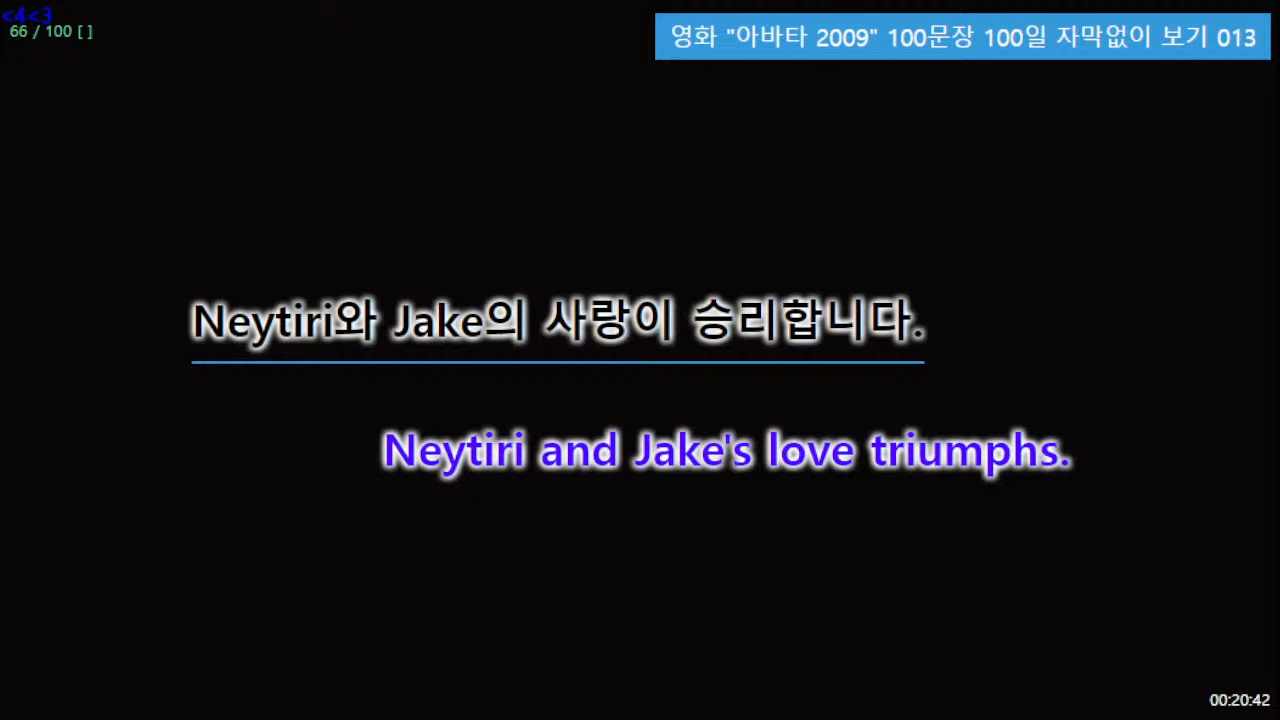 <4<3
66 / 100 [ ]
영화 "아바타 2009" 100문장 100일 자막없이 보기 013
Neytiri와 Jake의 사랑이 승리합니다.
Neytiri and Jake's love triumphs.
00:20:42